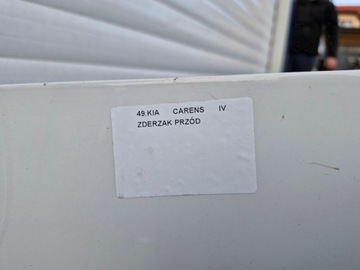 49.KIA CARENS IV
ZDERZAK PRZÓD